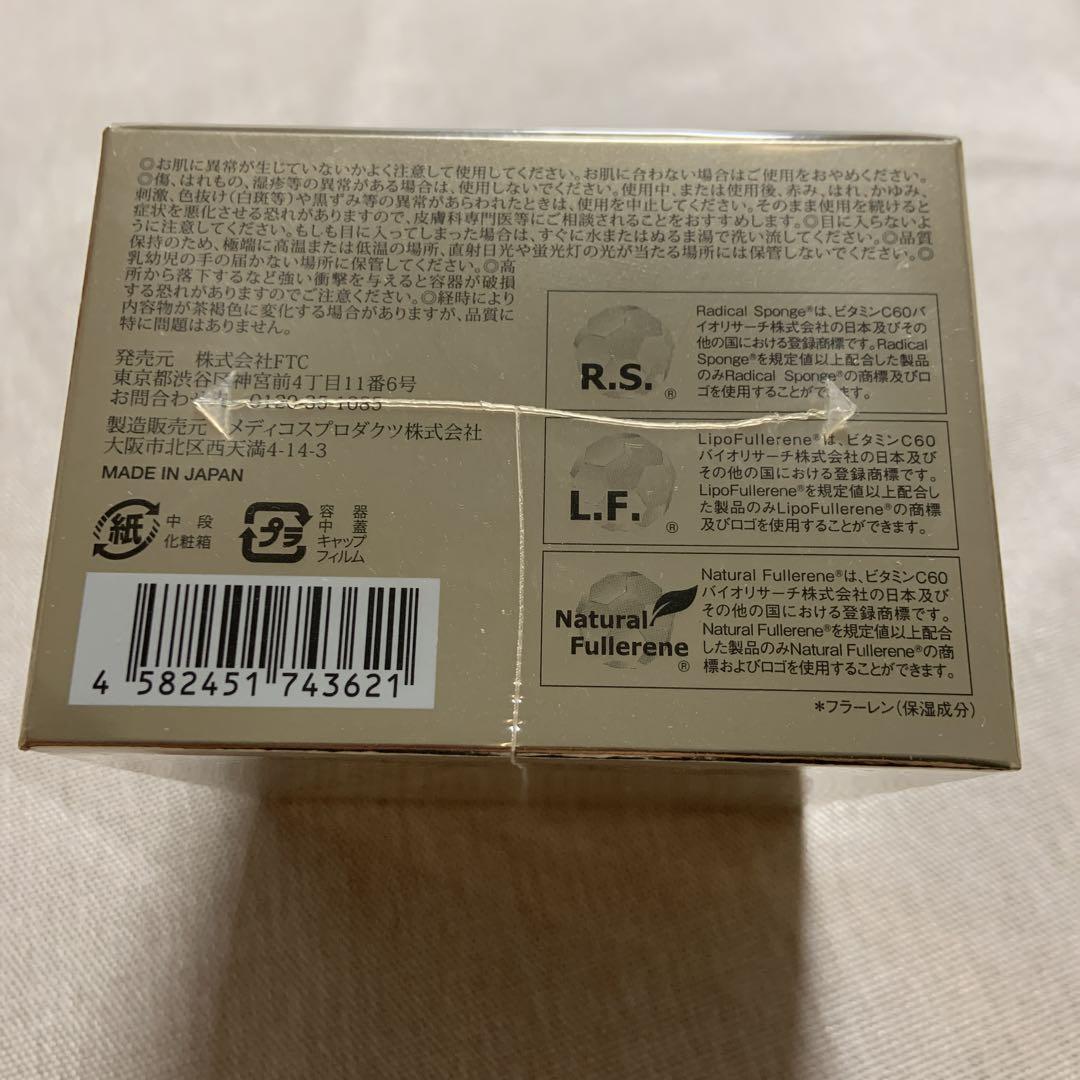 ◎お肌に異常が生じていないかよく注意して使用してください。お肌に合わない場合はご使用をおやめください。
◎傷、はれもの、湿疹等の異常がある場合は、使用しないでください。使用中、または使用後、赤み、はれ、かゆみ、
刺激、色抜け(白斑等)や黒ずみ等の異常があらわれたときは、使用を中止してください。そのまま使用を続けると
症状を悪化させる恐れがありますので、皮膚科専門医等にご相談されることをおすすめします。◎目に入らないよ
うに注意してください。もしも目に入ってしまった場合は、すぐに水またはぬるま湯で洗い流してください。◎品質
保持のため、極端に高温または低温の場所、直射日光や蛍光灯の光が当たる場所には保管しないでください。◎
乳幼児の手の届かない場所に保管してください。◎高
所から落下するなど強い衝撃を与えると容器が破損
する恐れがありますのでご注意ください。◎経時により
内容物が茶褐色に変化する場合がありますが、品質に
特に問題はありません。
発売元 株式会社FTC
東京都渋谷区神宮前4丁目11番6号
お問合わせ先 0120-35-1085
製造販売元 メディコスプロダクツ株式会社
大阪市北区西天満4-14-3
MADE IN JAPAN
紙
中 段
化粧箱
プラ
容 器
中 蓋
キャップ
フィルム
4 582451 743621
R.S.®
Radical Sponge®は、ビタミンC60バ
イオリサーチ株式会社の日本及びその
他の国における登録商標です。Radical
Sponge®を規定値以上配合した製品
のみRadical Sponge®の商標及びロ
ゴを使用することができます。
L.F.®
LipoFullerene®は、ビタミンC60
バイオリサーチ株式会社の日本及び
その他の国における登録商標です。
LipoFullerene®を規定値以上配合し
た製品のみLipoFullerene®の商標
及びロゴを使用することができます。
Natural
Fullerene®
Natural Fullerene®は、ビタミンC60
バイオリサーチ株式会社の日本及び
その他の国における登録商標です。
Natural Fullerene®を規定値以上配合
した製品のみNatural Fullerene®の商
標およびロゴを使用することができます。
*フラーレン(保湿成分)